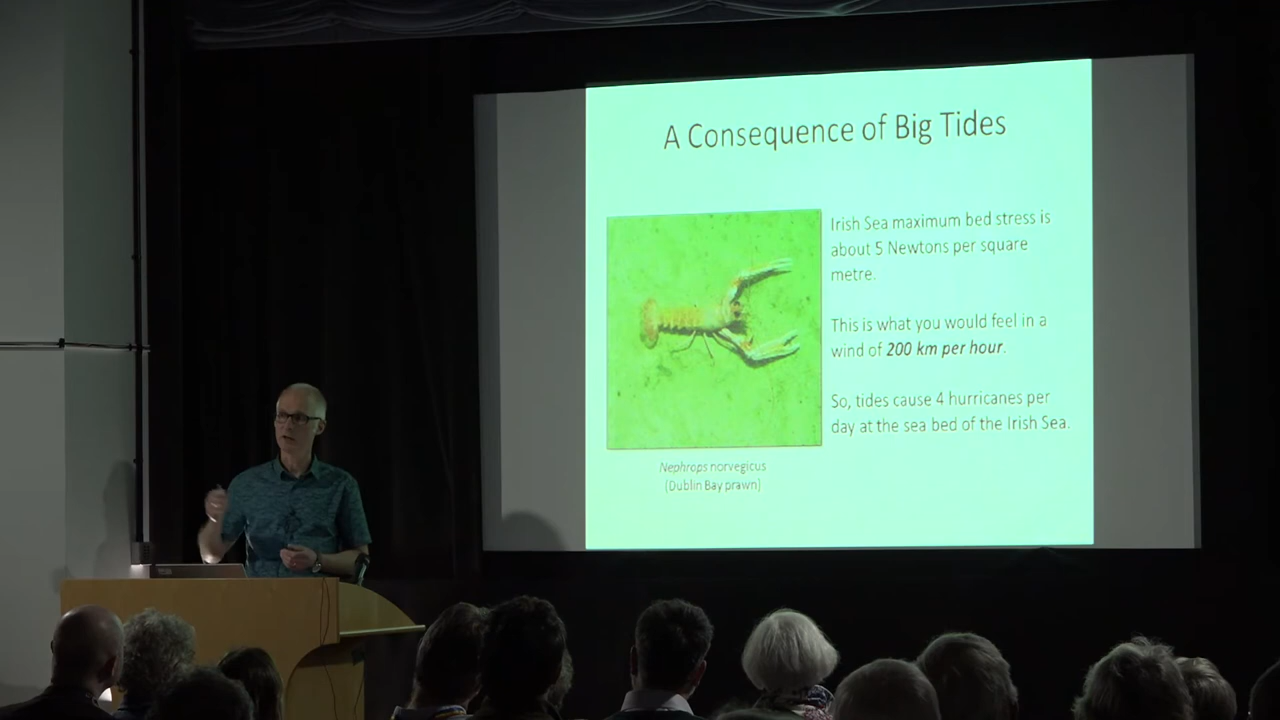 A Consequence of Big Tides
Irish Sea maximum bed stress is
about 5 Newtons per square
metre.
This is what you would feel in a
wind of 200 km per hour.
So, tides cause 4 hurricanes per
day at the sea bed of the Irish Sea.
Nephrops norvegicus
(Dublin Bay prawn)